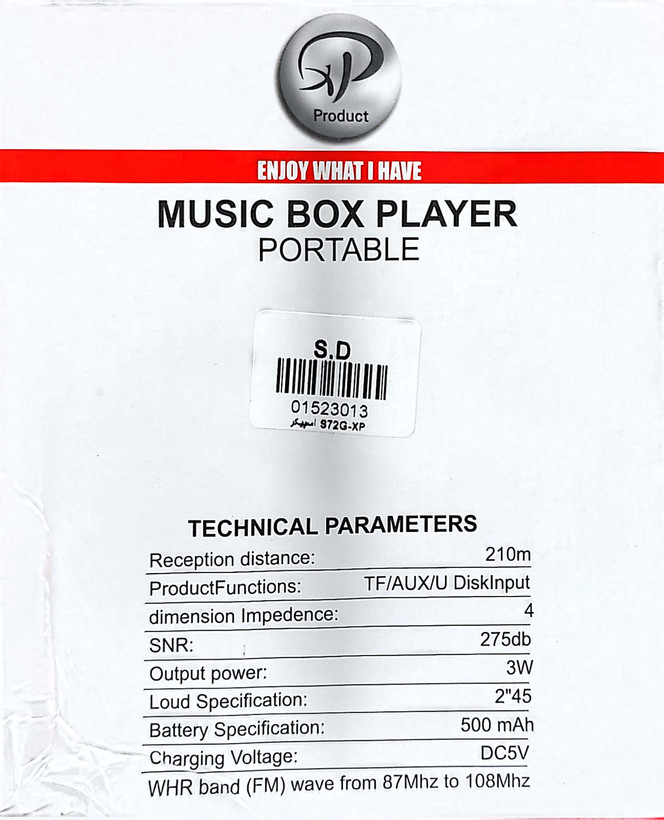 XP
Product
ENJOY WHAT I HAVE
MUSIC BOX PLAYER
PORTABLE
S.D
01523013
اسپیکر S72G-XP
TECHNICAL PARAMETERS
Reception distance: 210m
ProductFunctions: TF/AUX/U DiskInput
dimension Impedence: 4
SNR: 275db
Output power: 3W
Loud Specification: 2"45
Battery Specification: 500 mAh
Charging Voltage: DC5V
WHR band (FM) wave from 87Mhz to 108Mhz